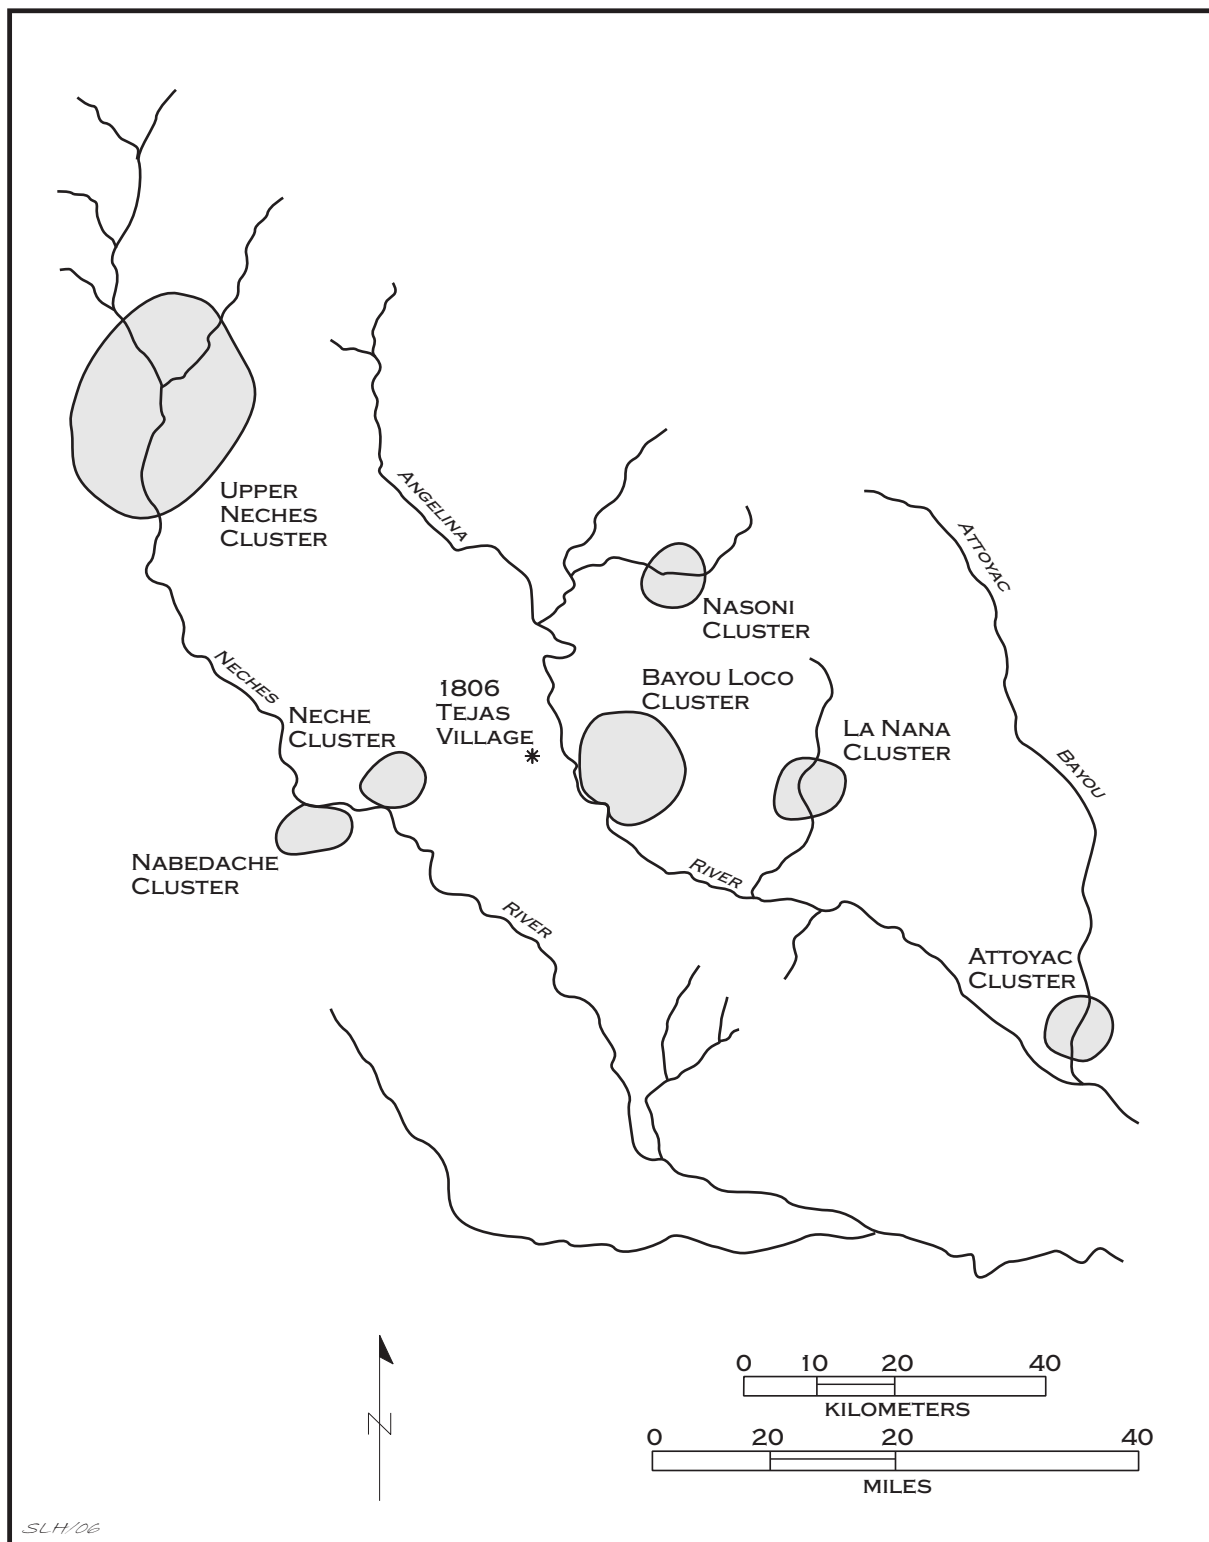 UPPER
NECHES
CLUSTER
ANGELINA
ATTOYAC
NASONI
CLUSTER
NECHES
BAYOU LOCO
CLUSTER
1806
TEJAS
VILLAGE
NECHE
CLUSTER
LA NANA
CLUSTER
BAYOU
NABEDACHE
CLUSTER
RIVER
RIVER
ATTOYAC
CLUSTER
N
0 10 20 40
KILOMETERS
0 20 20 40
MILES
SLH/06